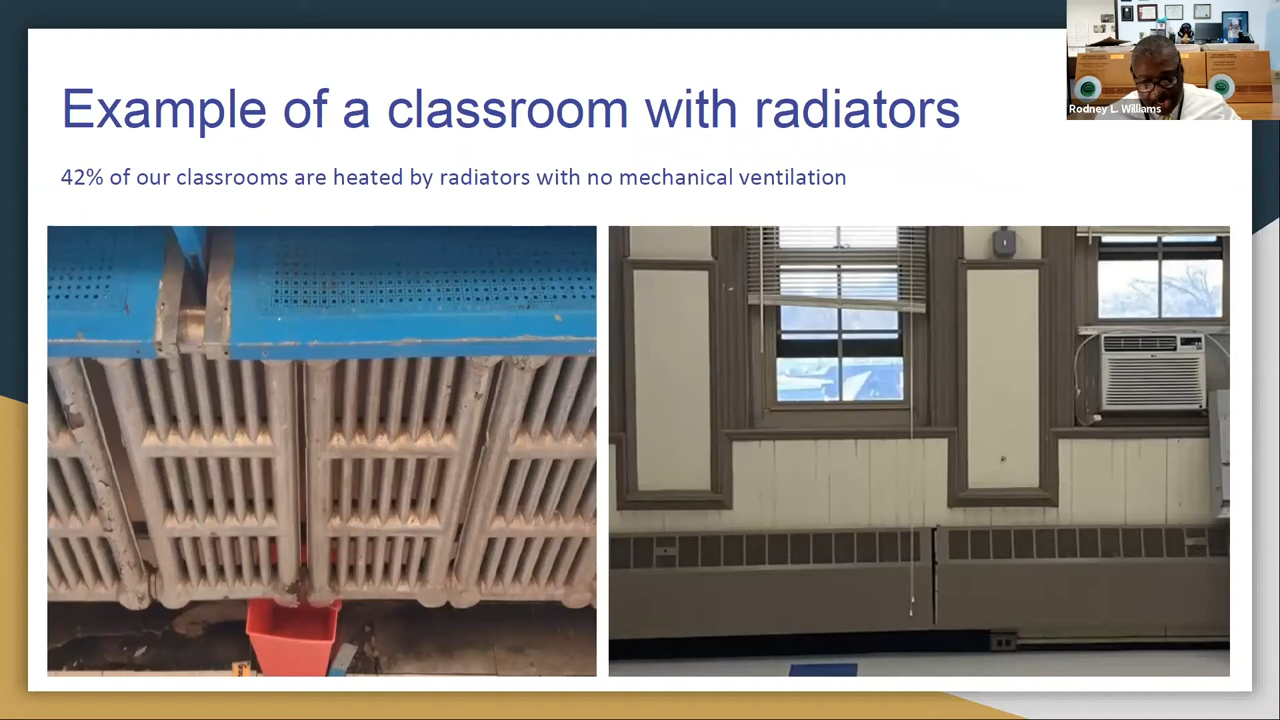 Example of a classroom with radiators
Rodney L. Williams
42% of our classrooms are heated by radiators with no mechanical ventilation